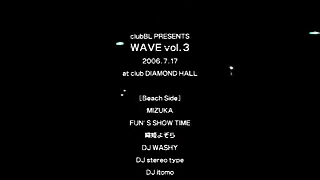 clubBL PRESENTS
WAVE vol.3
2006.7.17
at club DIAMOND HALL
［Beach Side］
MIZUKA
FUN'S SHOW TIME
DJ WASHY
DJ stereo type
DJ itomo